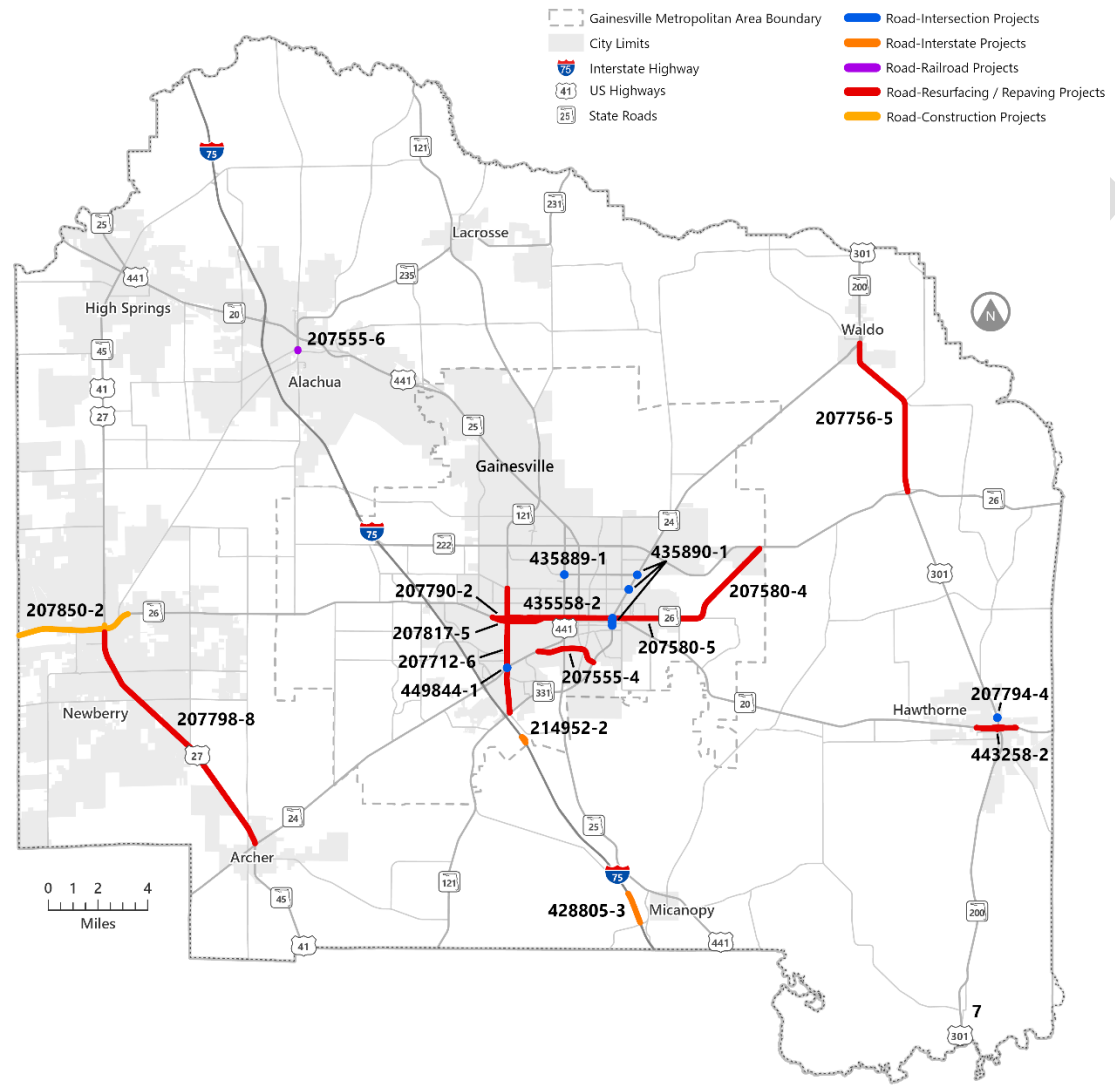 Gainesville Metropolitan Area Boundary
City Limits
75
Interstate Highway
41
US Highways
25
State Roads
Road-Intersection Projects
Road-Interstate Projects
Road-Railroad Projects
Road-Resurfacing / Repaving Projects
Road-Construction Projects
75
121
231
25
Lacrosse
301
441
235
200
High Springs
20
N
Waldo
207555-6
45
Alachua
441
41
27
25
207756-5
Gainesville
26
121
24
75
222
435889-1
435890-1
301
207790-2
435558-2
207580-4
207850-2
26
26
441
207817-5
207580-5
207712-6
207555-4
449844-1
331
207794-4
20
Hawthorne
Newberry
207798-8
214952-2
27
443258-2
24
25
Archer
75
0 1 2 4
Miles
121
45
428805-3
Micanopy
200
41
441
7
301